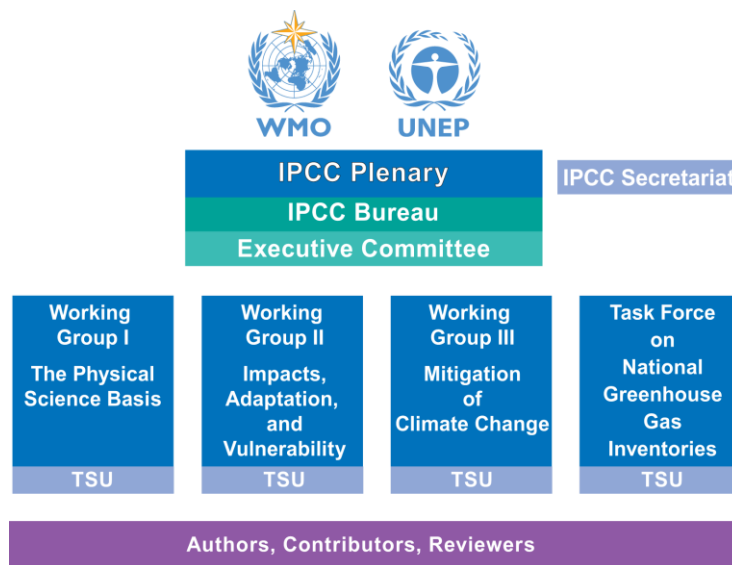 WMO
UNEP
IPCC Plenary
IPCC Secretariat
IPCC Bureau
Executive Committee
Working
Group I
The Physical
Science Basis
TSU
Working
Group II
Impacts,
Adaptation,
and
Vulnerability
TSU
Working
Group III
Mitigation
of
Climate Change
TSU
Task Force
on
National
Greenhouse
Gas
Inventories
TSU
Authors, Contributors, Reviewers